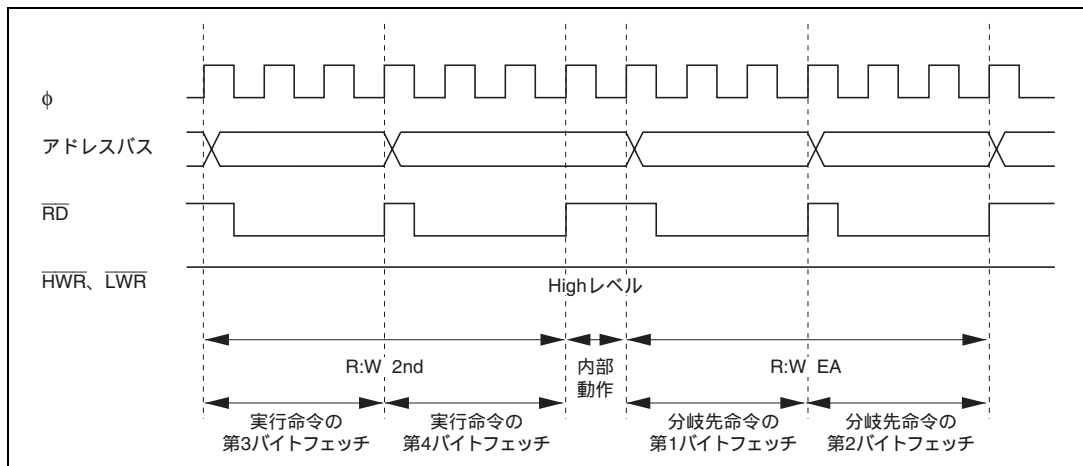 φ
アドレスバス
RD
HWR、LWR
Highレベル
R:W 2nd
内部
動作
R:W EA
実行命令の
第3バイトフェッチ
実行命令の
第4バイトフェッチ
分岐先命令の
第1バイトフェッチ
分岐先命令の
第2バイトフェッチ